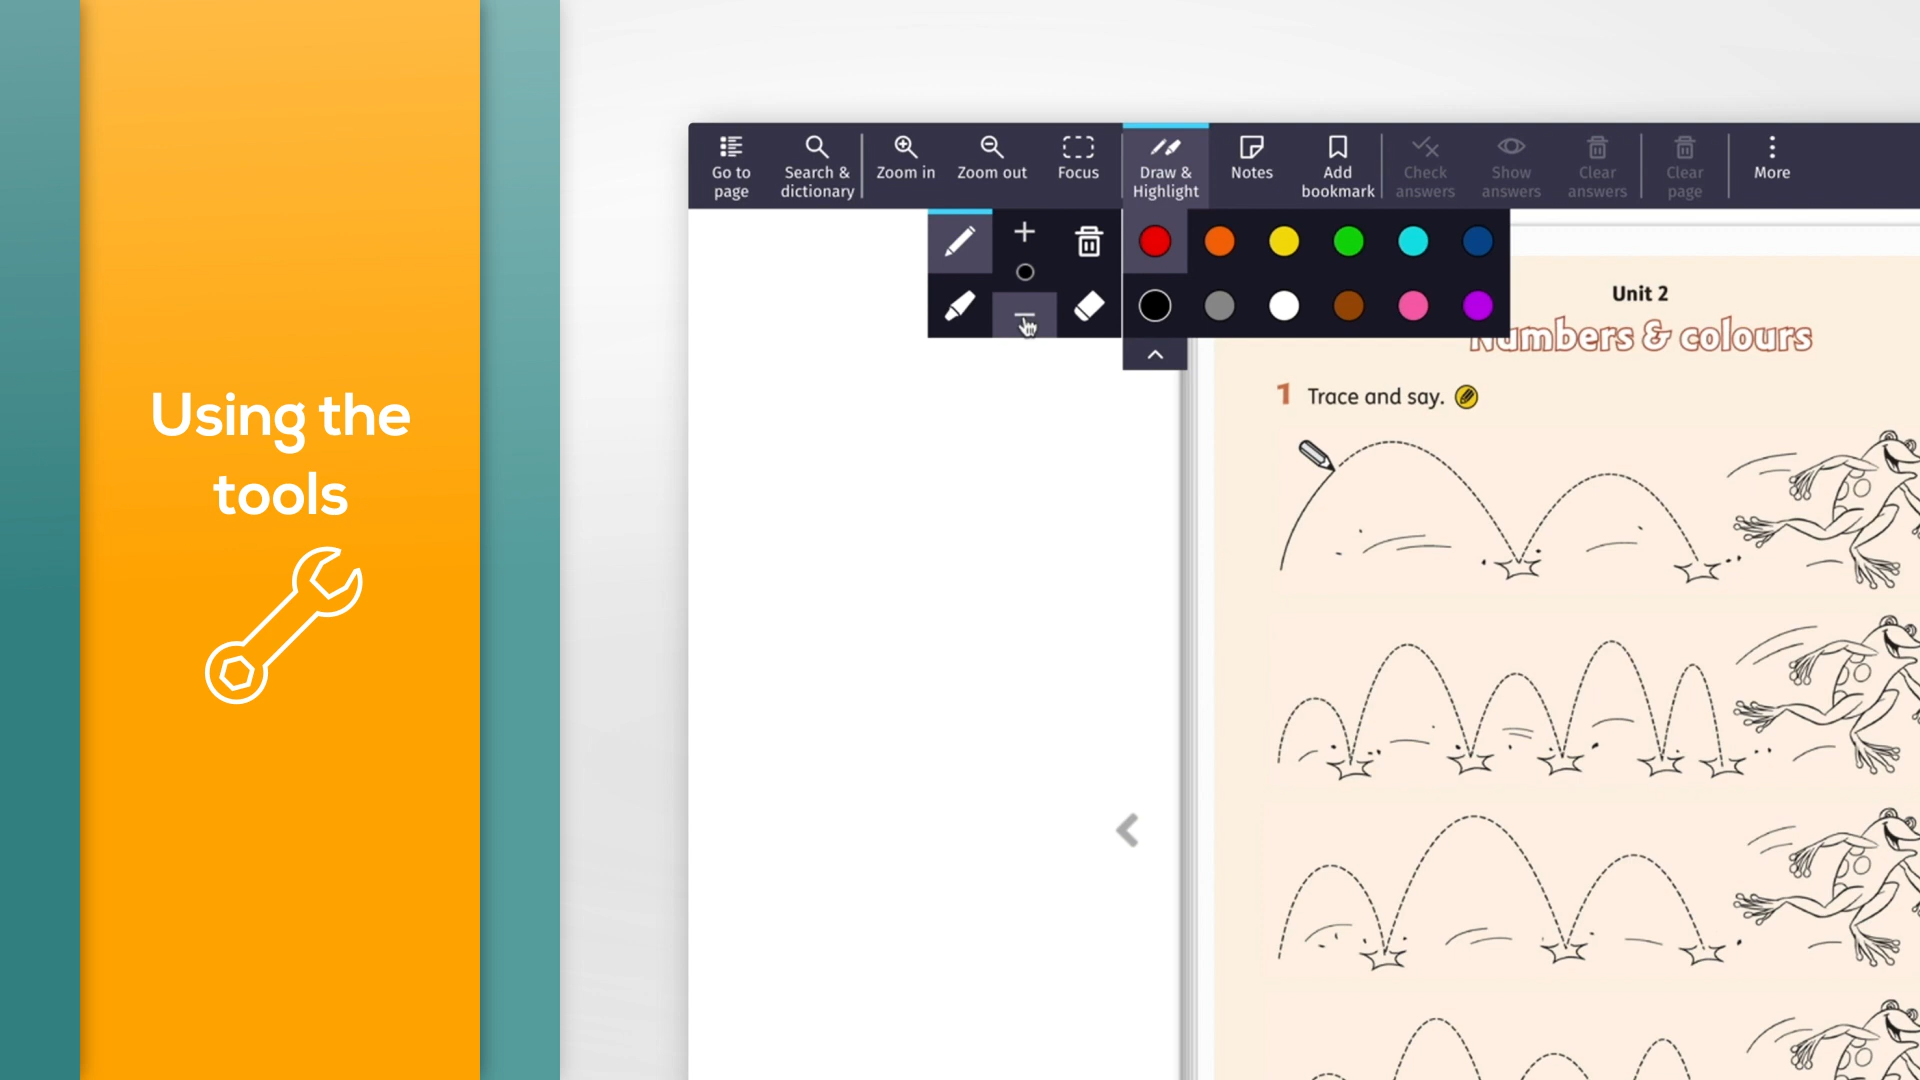 Using the
tools
Go to
page
Search &
dictionary
Zoom in
Zoom out
Focus
Draw &
Highlight
Notes
Add
bookmark
Check
answers
Show
answers
Clear
answers
Clear
page
More
Unit 2
Numbers & colours
1 Trace and say.